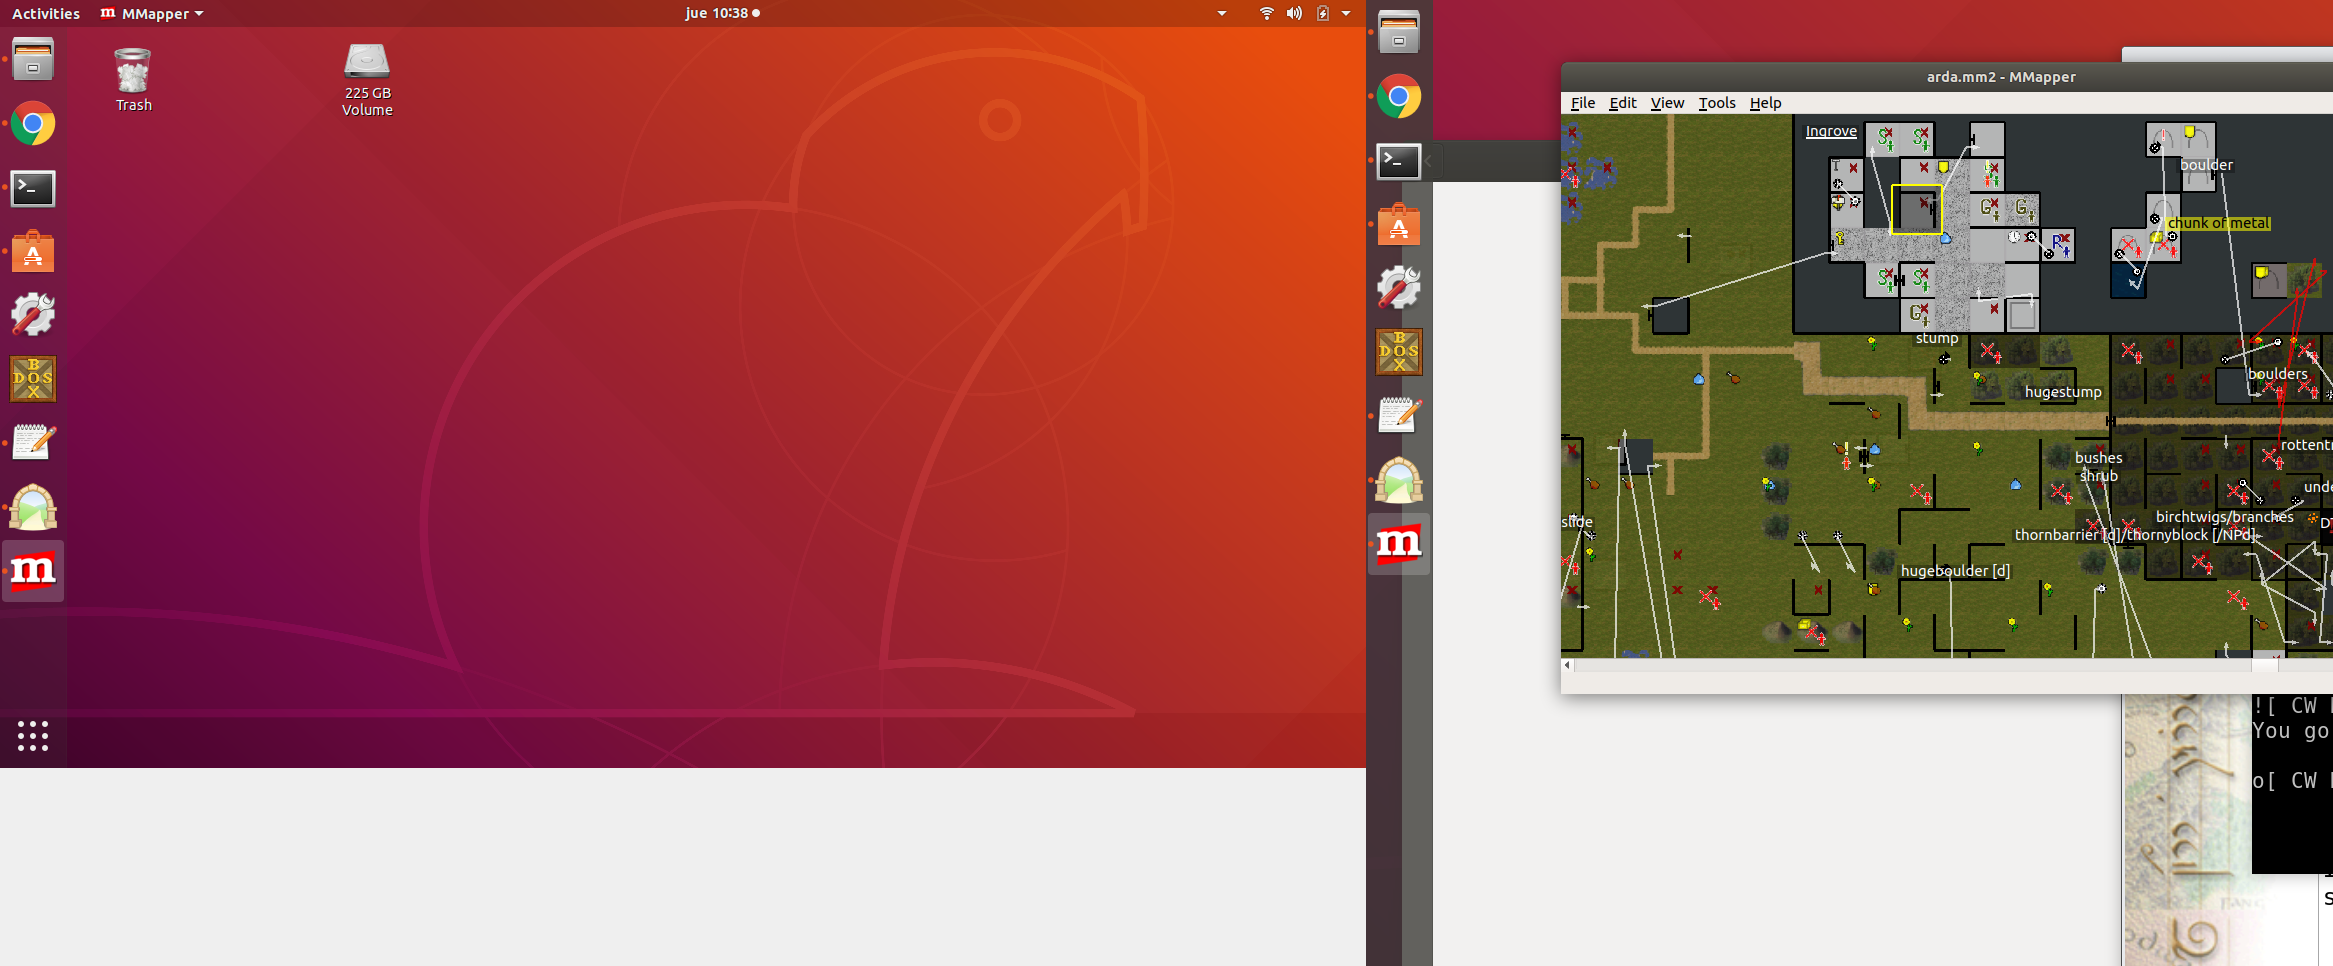 Activities
MMapper
jue 10:38
Trash
225 GB
Volume
arda.mm2 - MMapper
File Edit View Tools Help
Ingrove
boulder
chunk of metal
stump
boulders
hugestump
bushes
shrub
slide
birchtwigs/branches
thornbarrier [d]/thornyblock [/NPd]
hugeboulder [d]
![ CW
You go
o[ CW